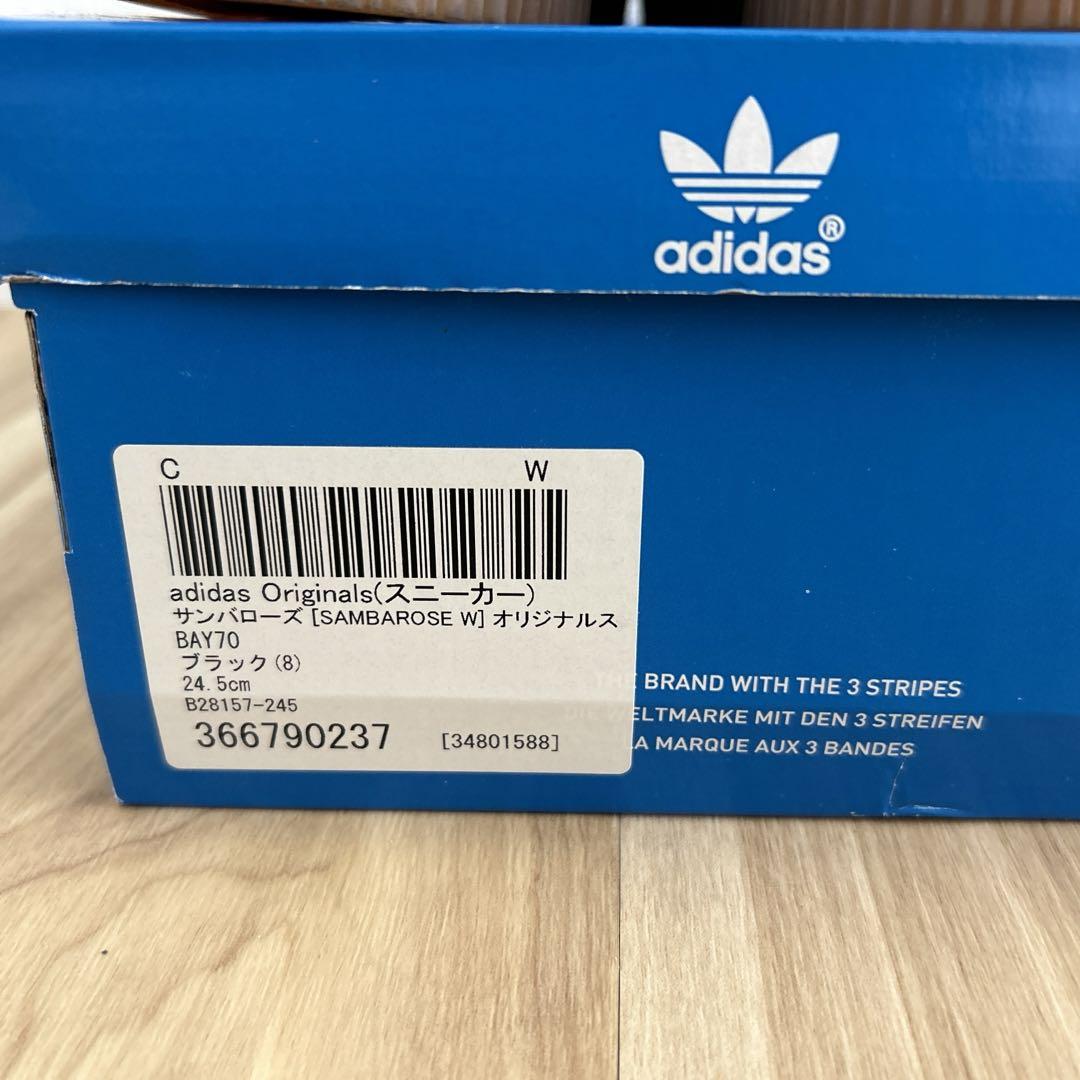 adidas®
C W
adidas Originals(スニーカー)
サンバローズ [SAMBAROSE W] オリジナルス
BAY70
ブラック(8)
24.5cm
B28157-245
366790237 [34801588]
THE BRAND WITH THE 3 STRIPES
DIE WELTMARKE MIT DEN 3 STREIFEN
LA MARQUE AUX 3 BANDES